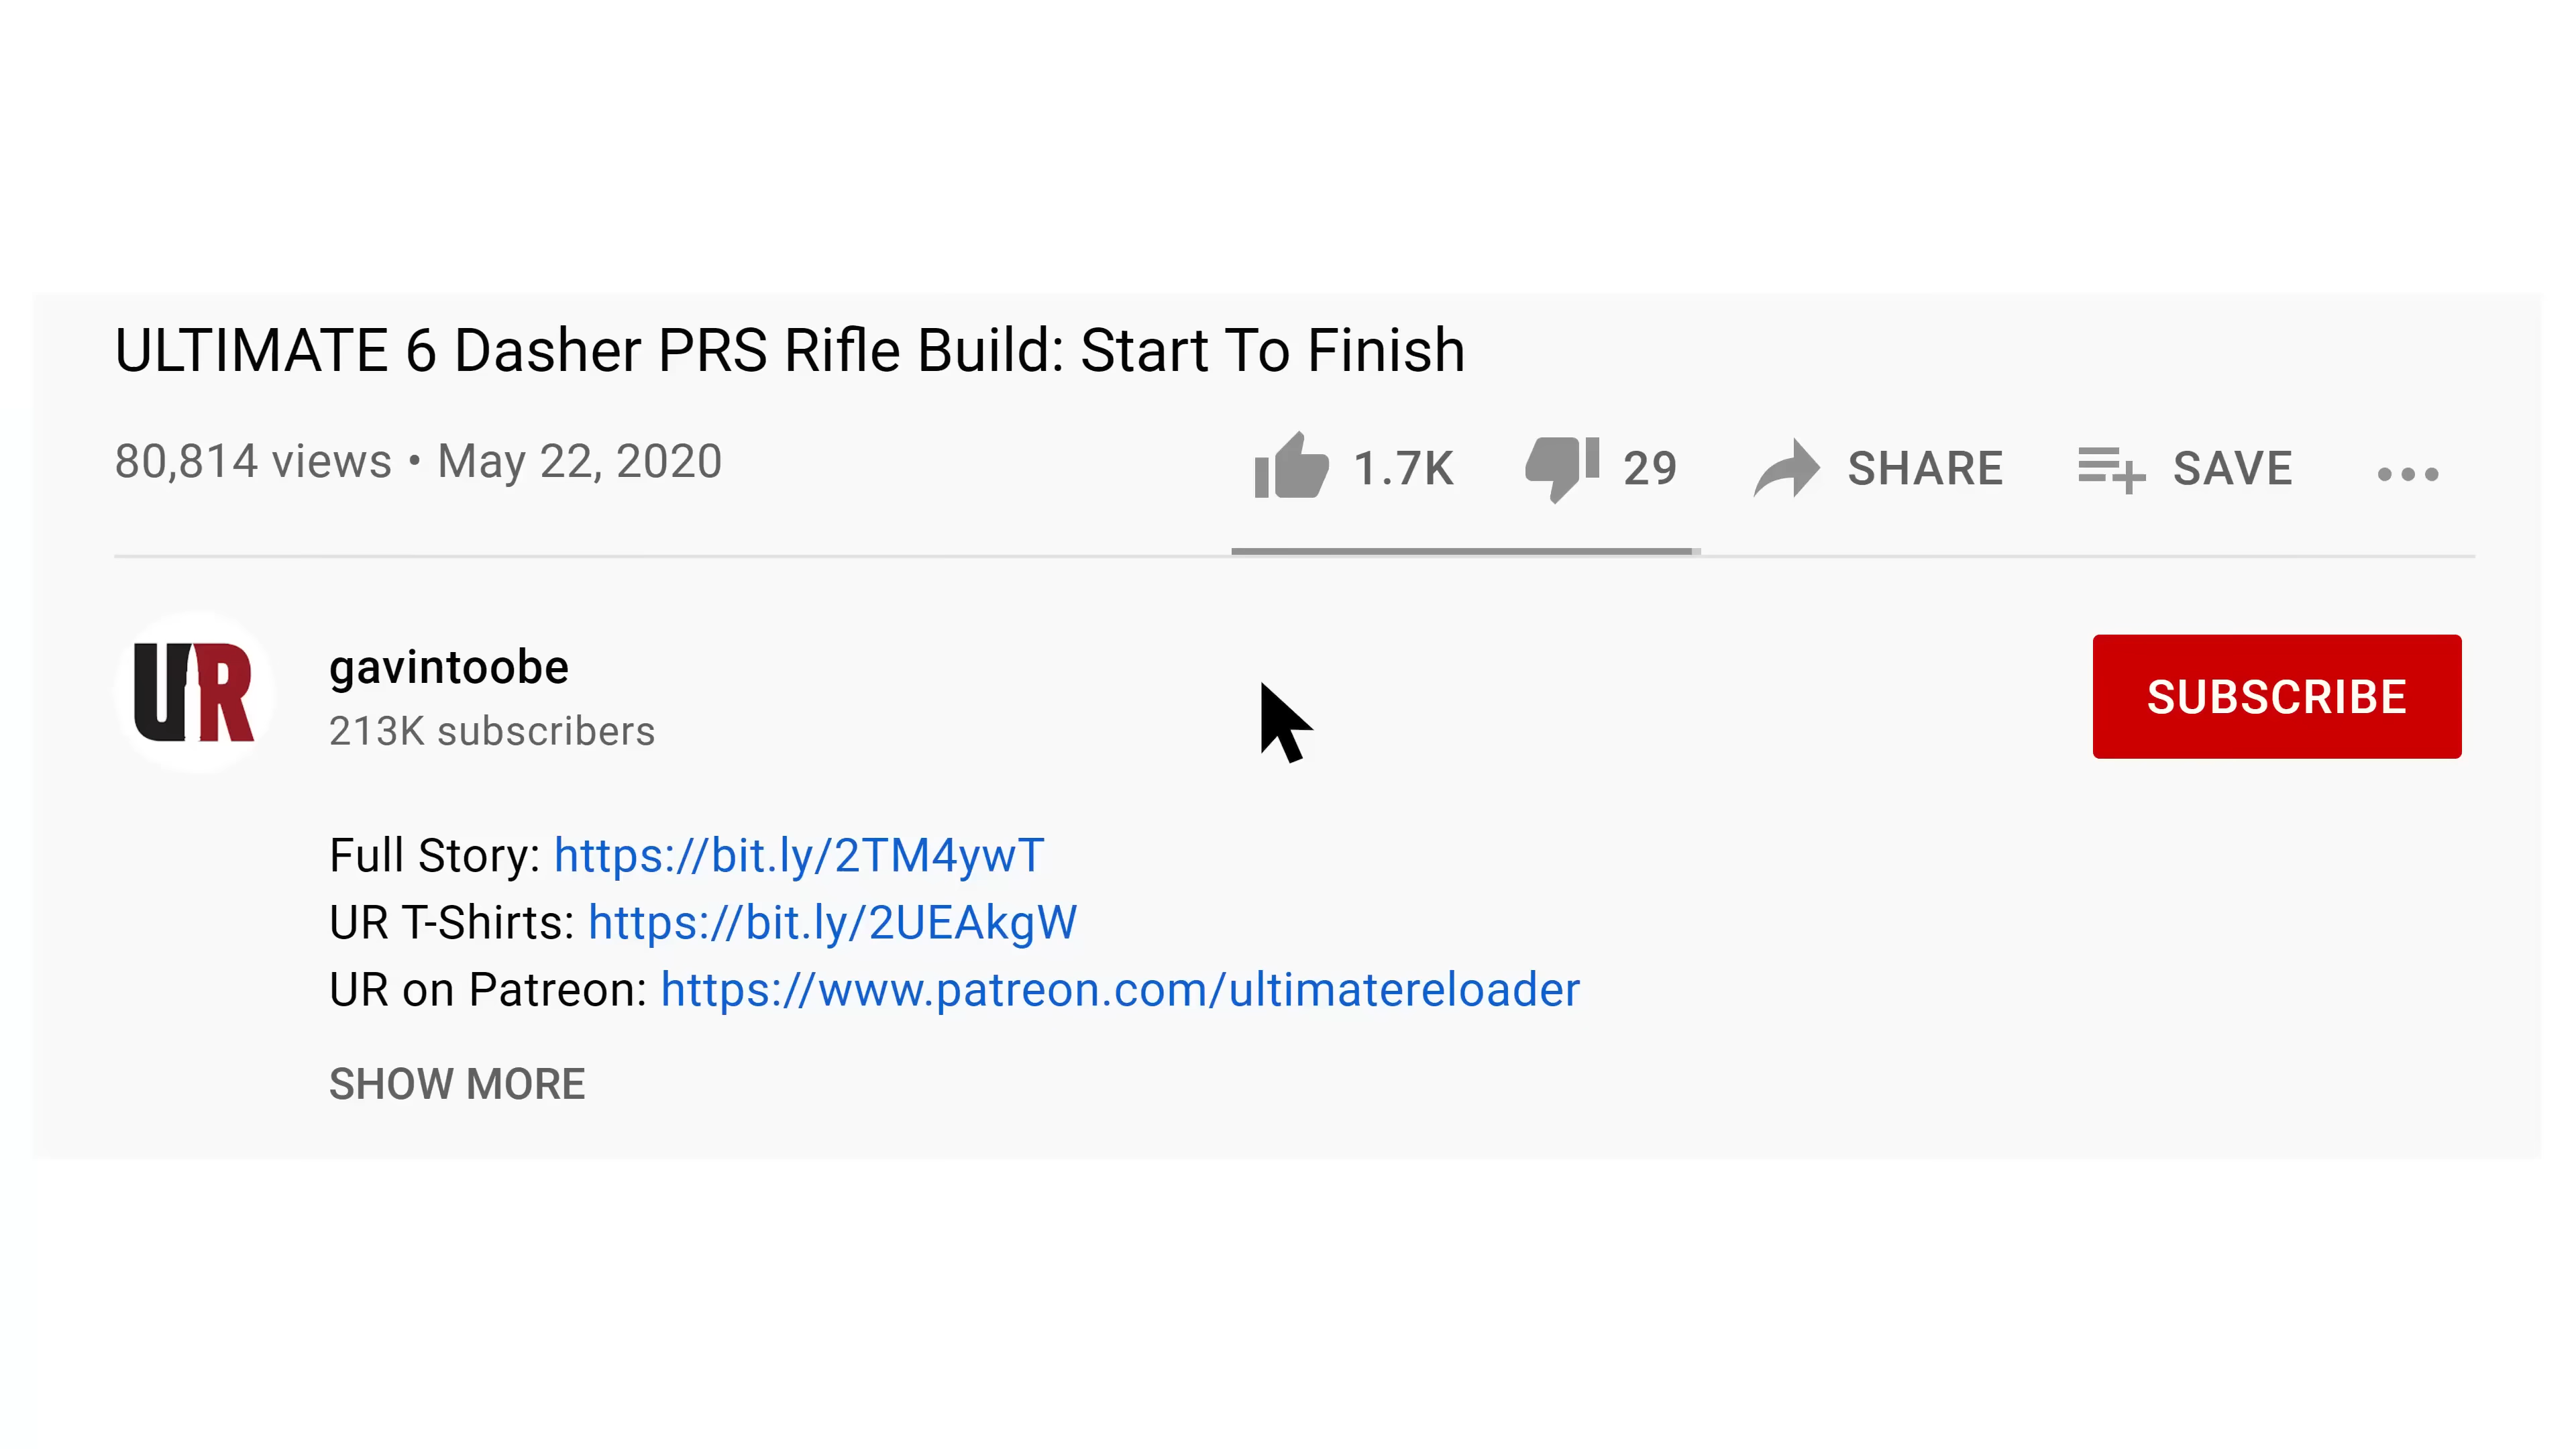 ULTIMATE 6 Dasher PRS Rifle Build: Start To Finish
80,814 views • May 22, 2020
1.7K
29
SHARE
SAVE
UR
gavintoobe
213K subscribers
SUBSCRIBE
Full Story: https://bit.ly/2TM4ywT
UR T-Shirts: https://bit.ly/2UEAkgW
UR on Patreon: https://www.patreon.com/ultimatereloader
SHOW MORE